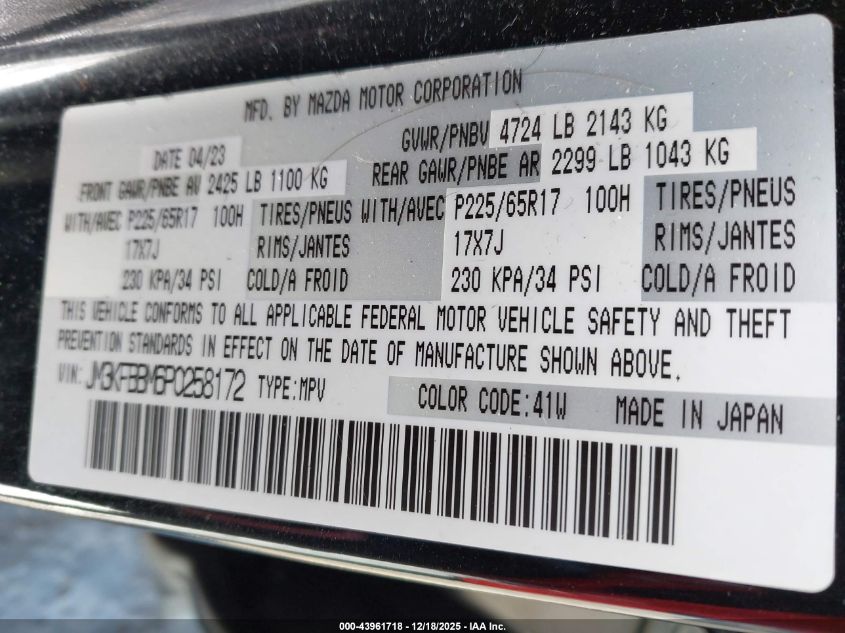 MFD. BY MAZDA MOTOR CORPORATION
DATE 04/23 GVWR/PNBV 4724 LB 2143 KG
FRONT GAWR/PNBE AV 2425 LB 1100 KG REAR GAWR/PNBE AR 2299 LB 1043 KG
WITH/AVEC P225/65R17 100H TIRES/PNEUS WITH/AVEC P225/65R17 100H TIRES/PNEUS
17X7J RIMS/JANTES 17X7J RIMS/JANTES
230 KPA/34 PSI COLD/A FROID 230 KPA/34 PSI COLD/A FROID
THIS VEHICLE CONFORMS TO ALL APPLICABLE FEDERAL MOTOR VEHICLE SAFETY AND THEFT
PREVENTION STANDARDS IN EFFECT ON THE DATE OF MANUFACTURE SHOWN ABOVE.
VIN: JM3KFBBM6P0258172 TYPE:MPV COLOR CODE:41W MADE IN JAPAN
000-43961718 - 12/18/2025 - IAA Inc.